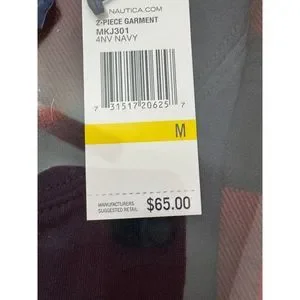 NAUTICA.COM
2-PIECE GARMENT
MKJ301
4NV NAVY
7 31517 20625 7
M
MANUFACTURERS
SUGGESTED RETAIL $65.00